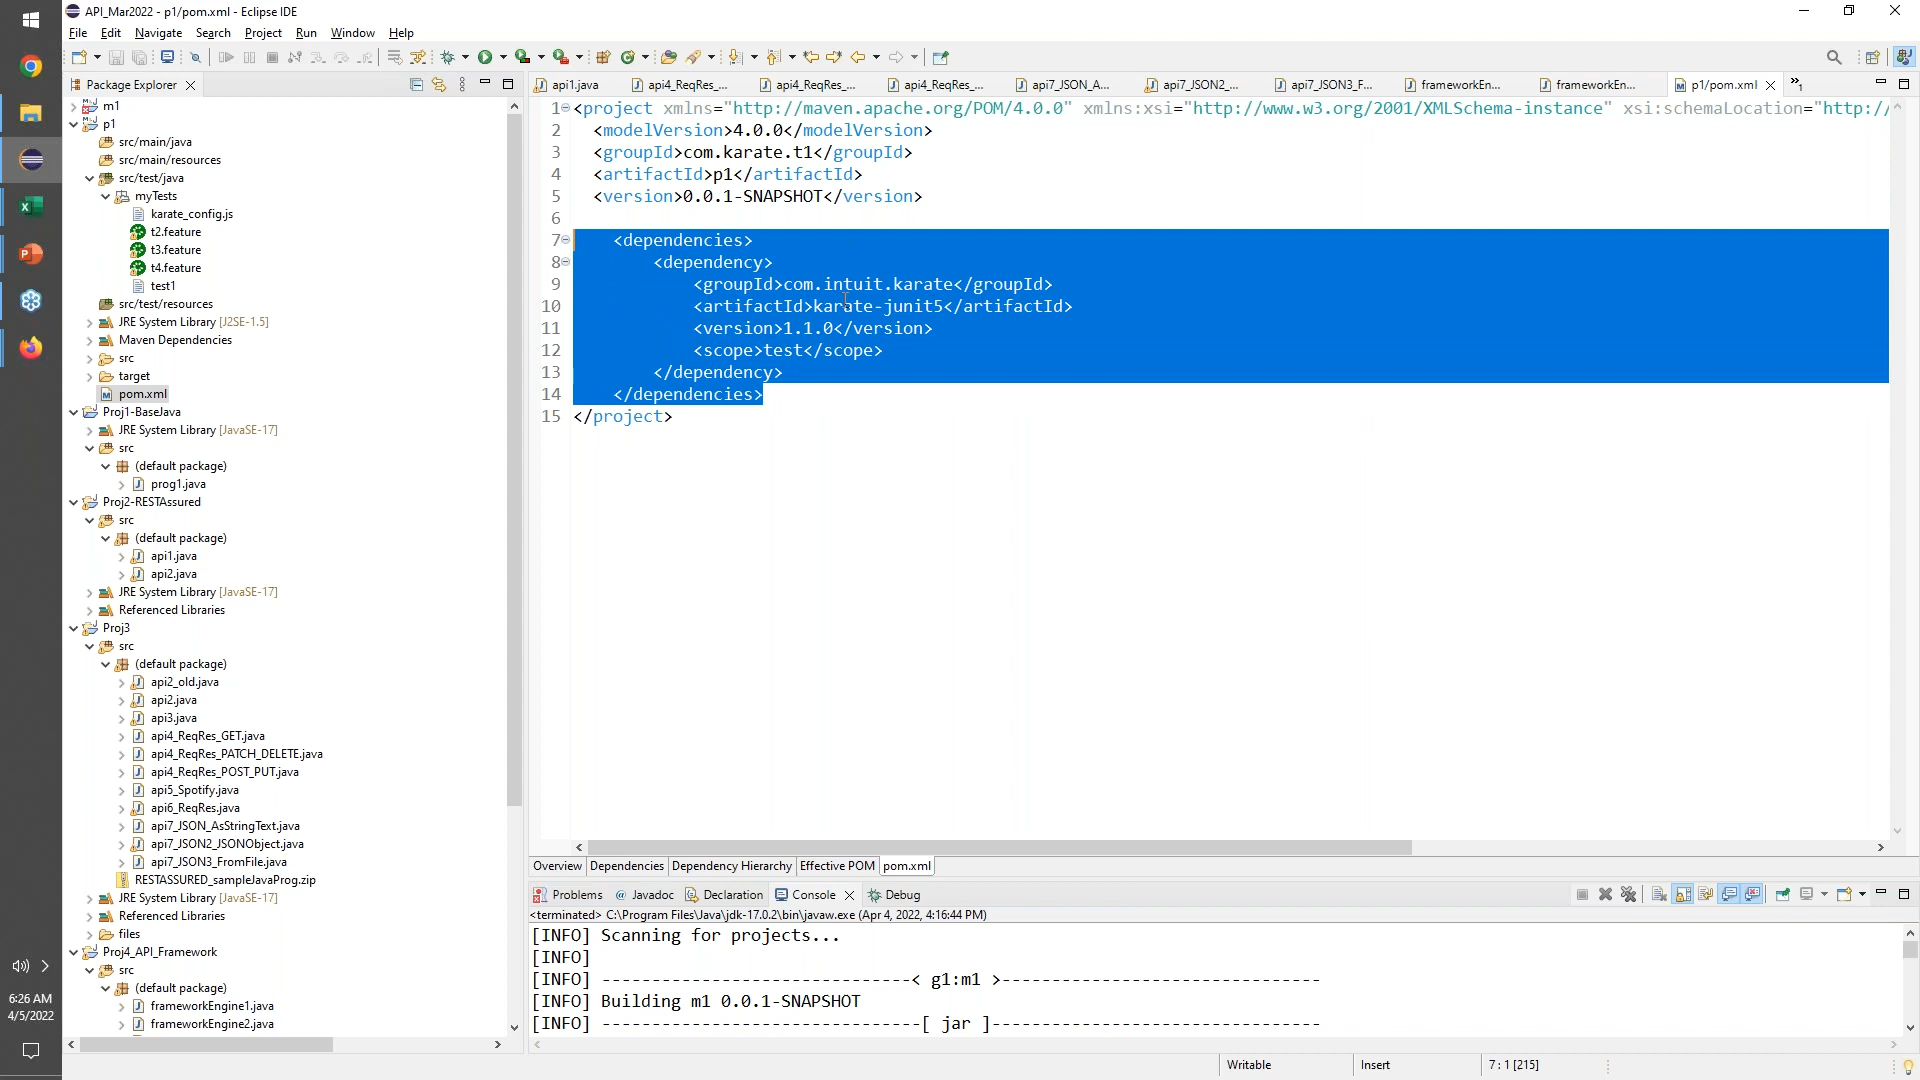 API_Mar2022 - p1/pom.xml - Eclipse IDE
File Edit Navigate Search Project Run Window Help
Package Explorer
m1
p1
src/main/java
src/main/resources
src/test/java
myTests
karate_config.js
t2.feature
t3.feature
t4.feature
test1
src/test/resources
JRE System Library [J2SE-1.5]
Maven Dependencies
src
target
pom.xml
Proj1-BaseJava
JRE System Library [JavaSE-17]
src
(default package)
prog1.java
Proj2-RESTAssured
src
(default package)
api1.java
api2.java
JRE System Library [JavaSE-17]
Referenced Libraries
Proj3
src
(default package)
api2_old.java
api2.java
api3.java
api4_ReqRes_GET.java
api4_ReqRes_PATCH_DELETE.java
api4_ReqRes_POST_PUT.java
api5_Spotify.java
api6_ReqRes.java
api7_JSON_AsStringText.java
api7_JSON2_JSONObject.java
api7_JSON3_FromFile.java
RESTASSURED_sampleJavaProg.zip
JRE System Library [JavaSE-17]
Referenced Libraries
files
Proj4_API_Framework
src
(default package)
frameworkEngine1.java
frameworkEngine2.java
api1.java api4_ReqRes_... api4_ReqRes_... api4_ReqRes_... api7_JSON_A... api7_JSON2_... api7_JSON3_F... frameworkEn... frameworkEn... p1/pom.xml »1
1 <project xmlns="http://maven.apache.org/POM/4.0.0" xmlns:xsi="http://www.w3.org/2001/XMLSchema-instance" xsi:schemaLocation="http:/
2 <modelVersion>4.0.0</modelVersion>
3 <groupId>com.karate.t1</groupId>
4 <artifactId>p1</artifactId>
5 <version>0.0.1-SNAPSHOT</version>
6
7 <dependencies>
8 <dependency>
9 <groupId>com.intuit.karate</groupId>
10 <artifactId>karate-junit5</artifactId>
11 <version>1.1.0</version>
12 <scope>test</scope>
13 </dependency>
14 </dependencies>
15 </project>
Overview Dependencies Dependency Hierarchy Effective POM pom.xml
Problems Javadoc Declaration Console Debug
<terminated> C:\Program Files\Java\jdk-17.0.2\bin\javaw.exe (Apr 4, 2022, 4:16:44 PM)
[INFO] Scanning for projects...
[INFO]
[INFO] -------------------------------< g1:m1 >--------------------------------
[INFO] Building m1 0.0.1-SNAPSHOT
[INFO] --------------------------------[ jar ]---------------------------------
Writable Insert 7 : 1 [215]
6:26 AM
4/5/2022